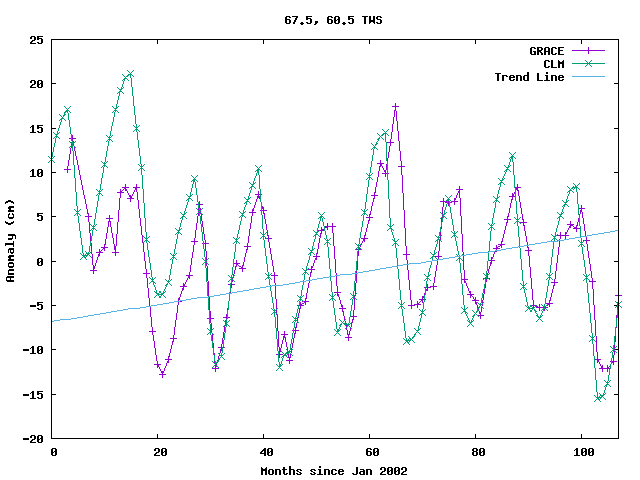 67.5, 60.5 TWS
GRACE
CLM
Trend Line
Anomaly (cm)
25
20
15
10
5
0
-5
-10
-15
-20
0 20 40 60 80 100
Months since Jan 2002